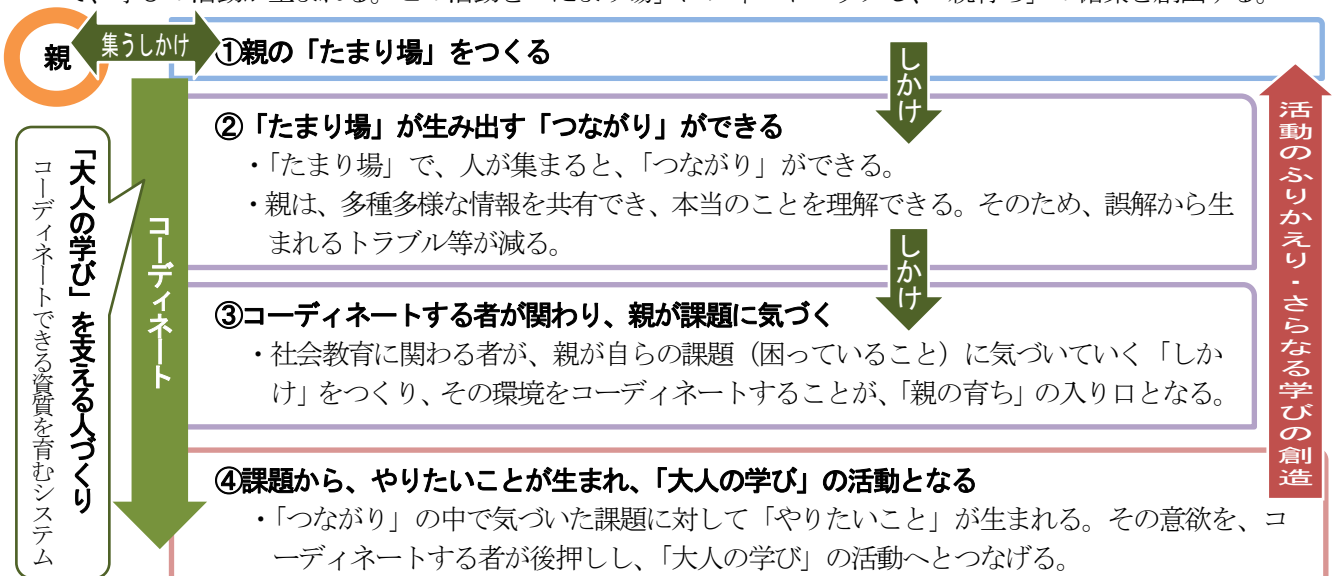 親
集うしかけ
①親の「たまり場」をつくる
しかけ
②「たまり場」が生み出す「つながり」ができる
・「たまり場」で、人が集まると、「つながり」ができる。
・親は、多種多様な情報を共有でき、本当のことを理解できる。そのため、誤解から生
まれるトラブル等が減る。
しかけ
③コーディネートする者が関わり、親が課題に気づく
・社会教育に関わる者が、親が自らの課題（困っていること）に気づいていく「しか
け」をつくり、その環境をコーディネートすることが、「親の育ち」の入り口となる。
④課題から、やりたいことが生まれ、「大人の学び」の活動となる
・「つながり」の中で気づいた課題に対して「やりたいこと」が生まれる。その意欲を、コ
ーディネートする者が後押しし、「大人の学び」の活動へとつなげる。
コーディネート
「大人の学び」を支える人づくり
コーディネートできる資質を育むシステム
活動のふりかえり・さらなる学びの創造